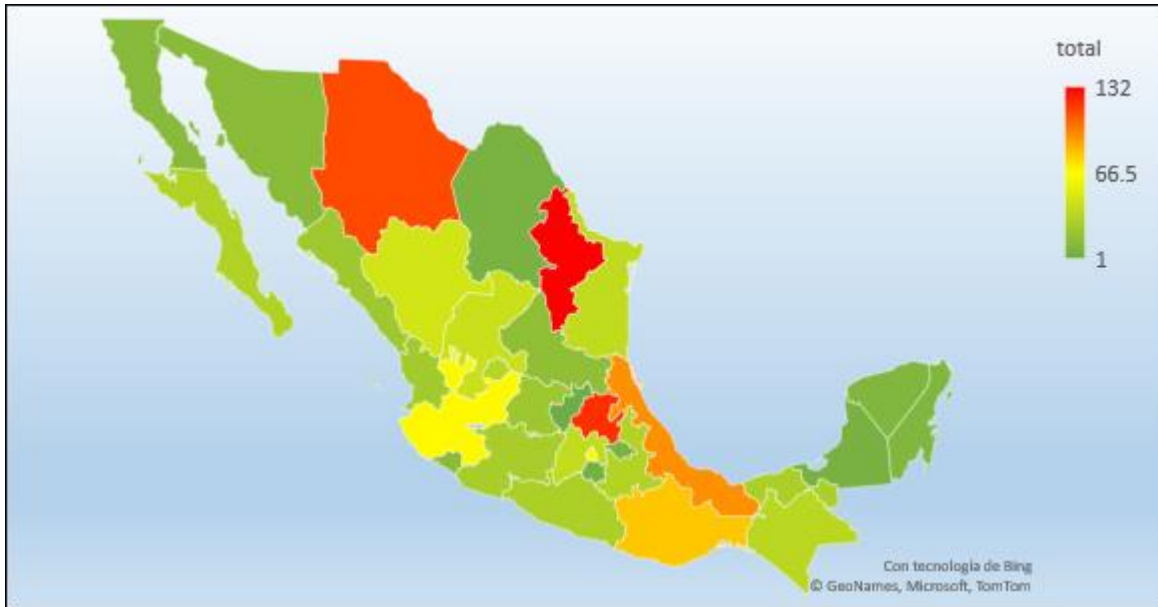 total
132
66.5
1
Con tecnología de Bing
© GeoNames, Microsoft, TomTom